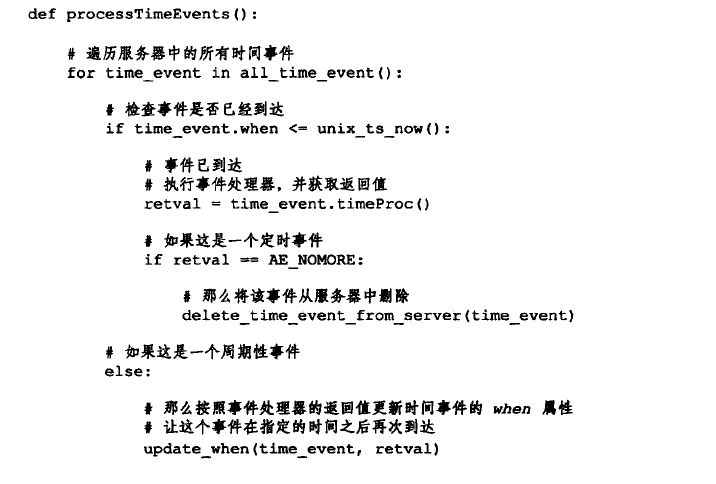 def processTimeEvents():
# 遍历服务器中的所有时间事件
for time_event in all_time_event():
# 检查事件是否已经到达
if time_event.when <= unix_ts_now():
# 事件已到达
# 执行事件处理器，并获取返回值
retval = time_event.timeProc()
# 如果这是一个定时事件
if retval == AE_NOMORE:
# 那么将该事件从服务器中删除
delete_time_event_from_server(time_event)
# 如果这是一个周期性事件
else:
# 那么按照事件处理器的返回值更新时间事件的 when 属性
# 让这个事件在指定的时间之后再次到达
update_when(time_event, retval)